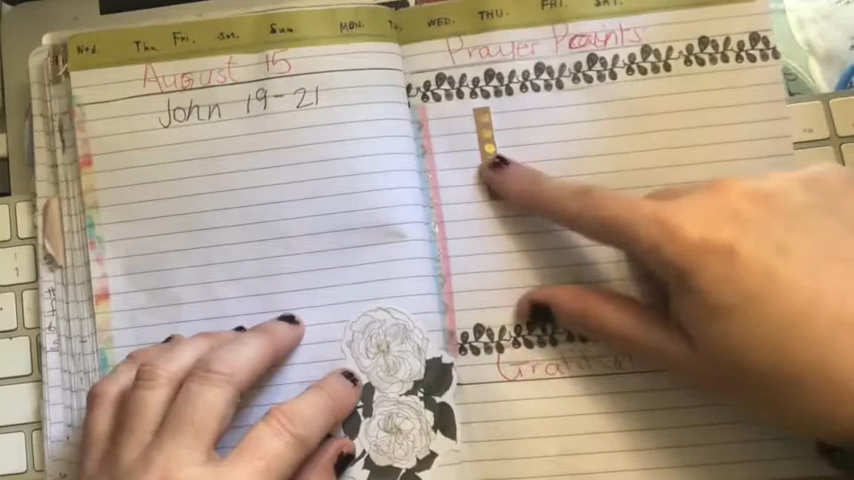 Wed. Thu. Fri. Sat. Sun. Mon.
August 15
John 19-21
Wed. Thu. Fri. Sat.
Prayer Points